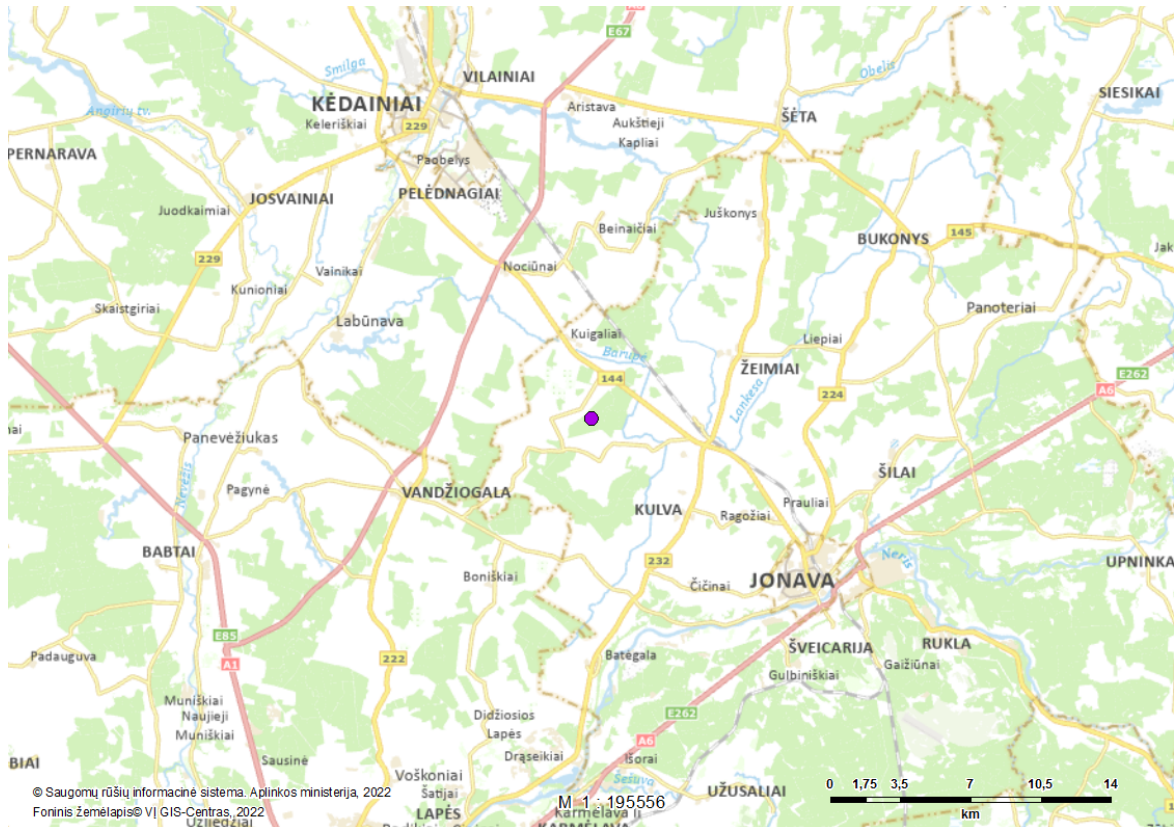 E67
Smilga
VILAINIAI
Obelis
Angirių tv.
KĖDAINIAI
Aristava
ŠĖTA
SIESIKAI
Keleriškiai
229
Aukštieji
Kapliai
PERNARAVA
Paobelys
JOSVAINIAI
PELĖDNAGIAI
Juodkaimiai
Juškonys
Beinaičiai
BUKONYS
145
229
Vainikai
Nociūnai
Kunioniai
Skaistgiriai
Labūnava
Panoteriai
Kuigaliai
Barupė
Liepiai
144
ŽEIMIAI
E262
Lankesa
224
A6
Panevėžiukas
Nevėžis
ŠILAI
Pagynė
VANDŽIOGALA
KULVA
Ragožiai
Prauliai
BABTAI
Neris
232
UPNINKA
Boniškiai
Čičinai
JONAVA
E85
A1
Padauguva
222
Batėgala
ŠVEICARIJA
RUKLA
Gaižiūnai
Gulbiniškiai
Muniškiai
Naujieji
Muniškiai
Didžiosios
Lapės
E262
A6
Drąseikiai
Išorai
BIAI
Sausinė
Voškoniai
Šatijai
Šešuva
UŽUSALIAI
LAPĖS
© Saugomų rūšių informacinė sistema. Aplinkos ministerija, 2022
Foninis žemėlapis© VĮ GIS-Centras, 2022
M 1 : 195556
0 1,75 3,5 7 10,5 14
km